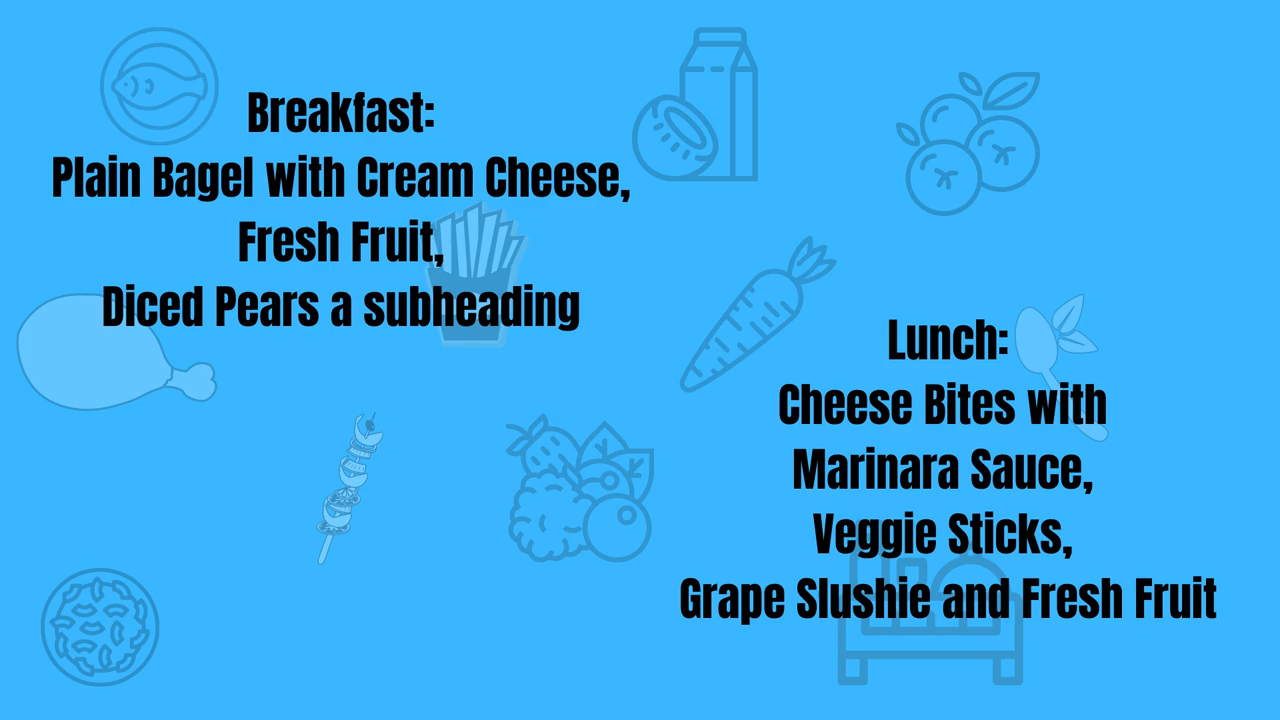 Breakfast:
Plain Bagel with Cream Cheese,
Fresh Fruit,
Diced Pears a subheading
Lunch:
Cheese Bites with
Marinara Sauce,
Veggie Sticks,
Grape Slushie and Fresh Fruit